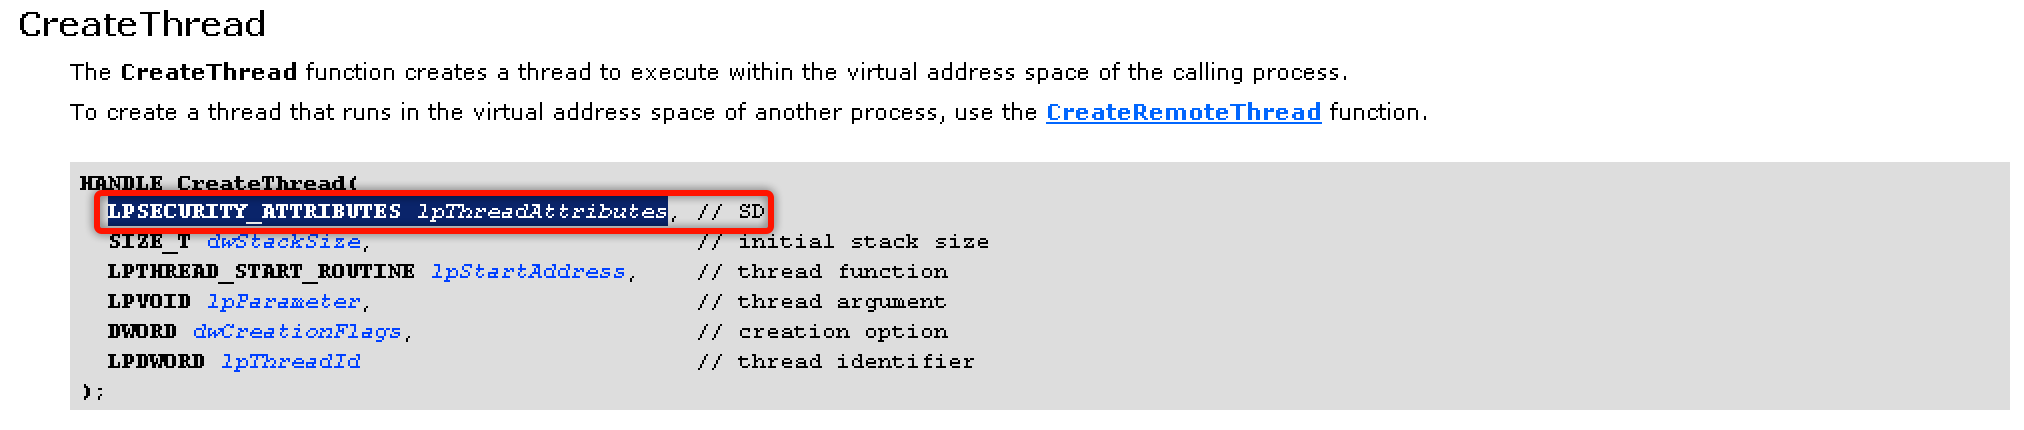 CreateThread
The CreateThread function creates a thread to execute within the virtual address space of the calling process.
To create a thread that runs in the virtual address space of another process, use the CreateRemoteThread function.
HANDLE CreateThread(
LPSECURITY_ATTRIBUTES lpThreadAttributes, // SD
SIZE_T dwStackSize, // initial stack size
LPTHREAD_START_ROUTINE lpStartAddress, // thread function
LPVOID lpParameter, // thread argument
DWORD dwCreationFlags, // creation option
LPDWORD lpThreadId // thread identifier
);